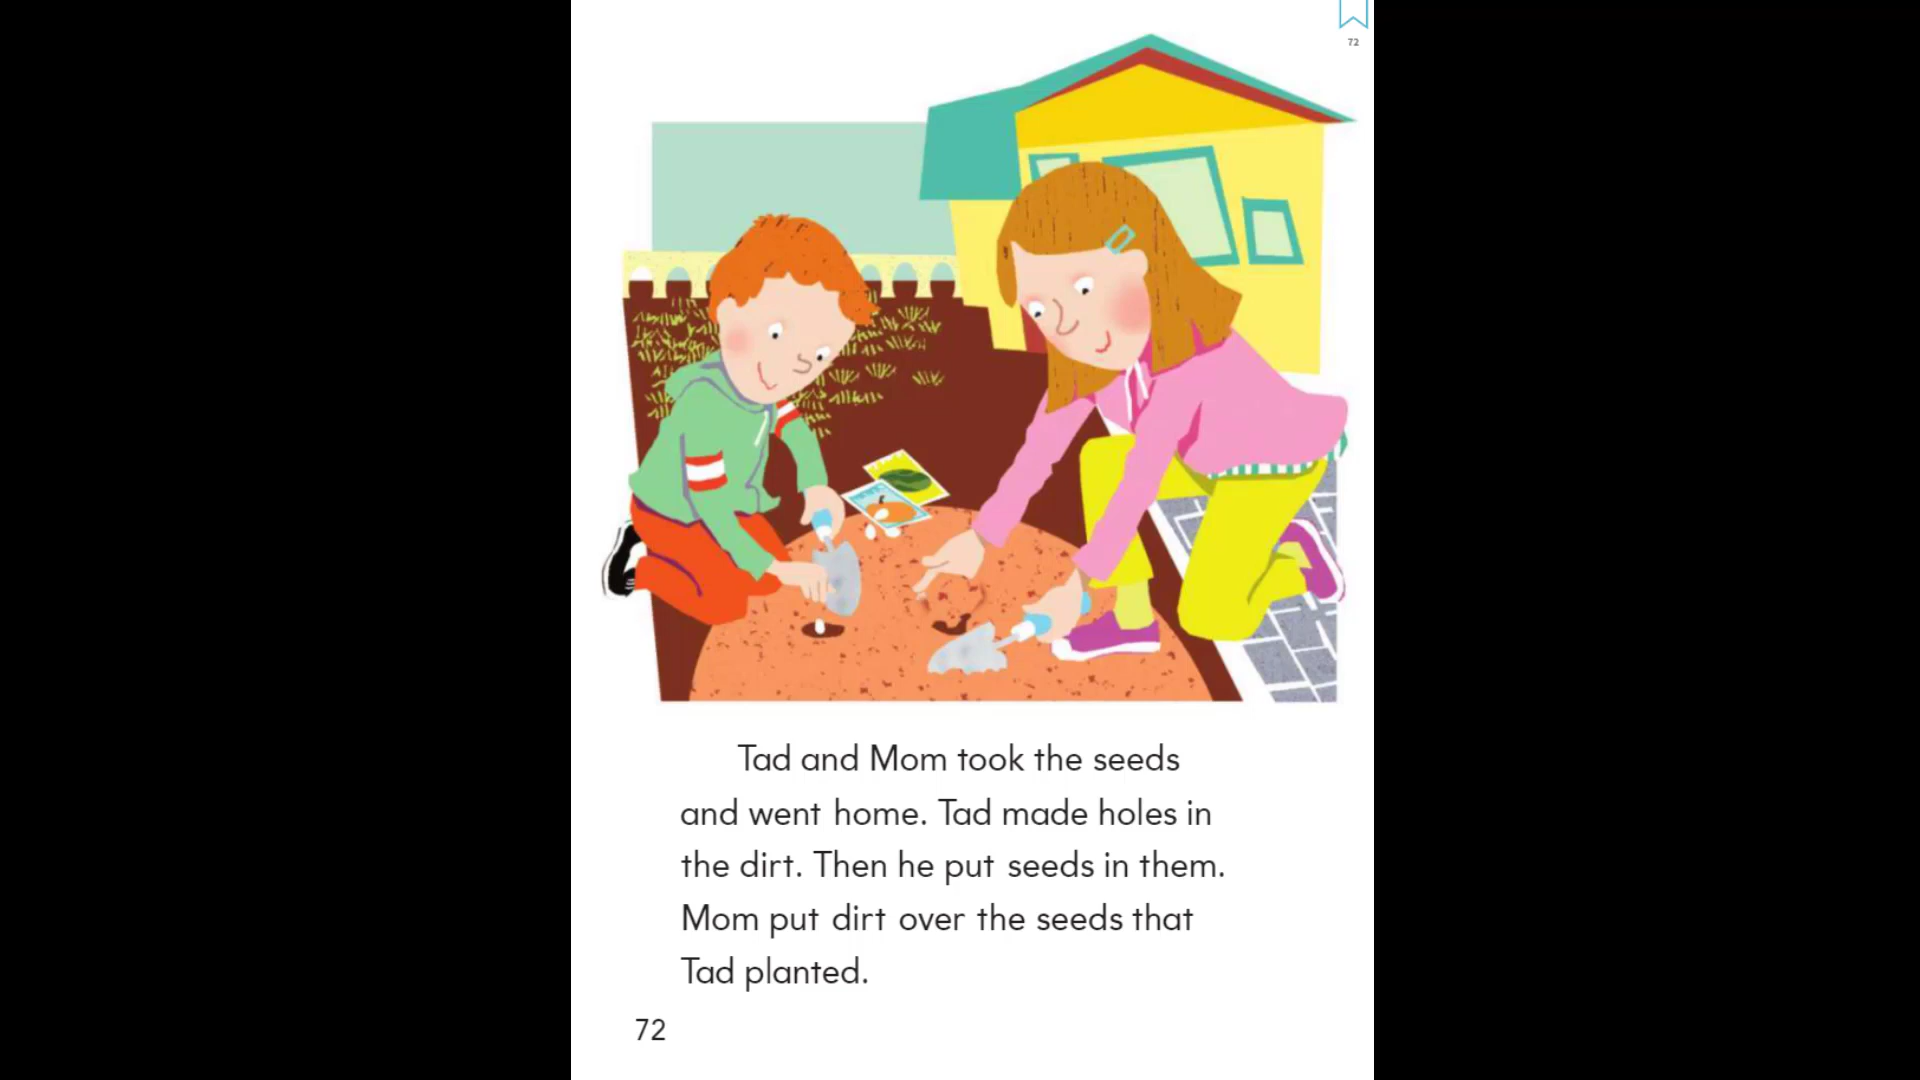 72
Tad and Mom took the seeds
and went home. Tad made holes in
the dirt. Then he put seeds in them.
Mom put dirt over the seeds that
Tad planted.
72